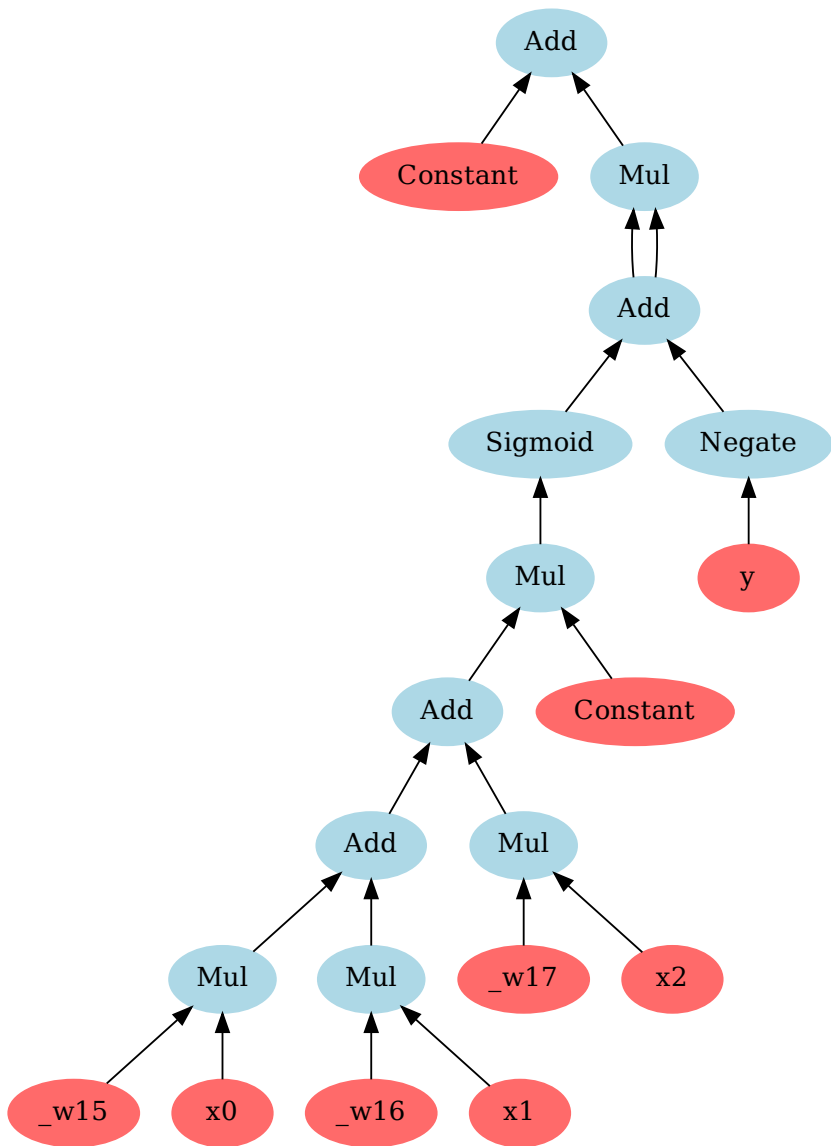 Add
Constant
Mul
Add
Sigmoid
Negate
Mul
y
Add
Constant
Add
Mul
Mul
Mul
_w17
x2
_w15
x0
_w16
x1